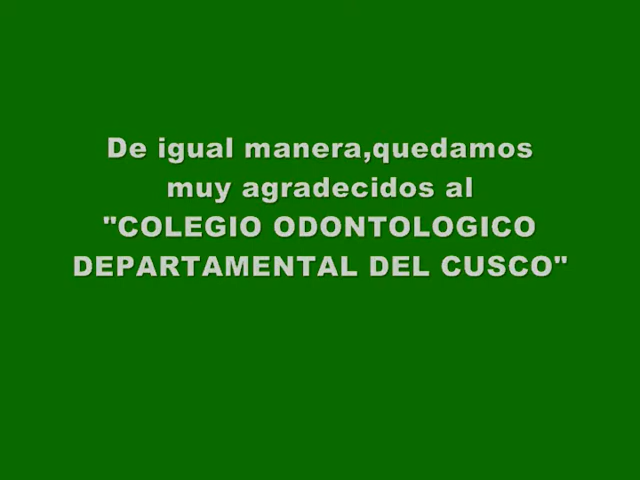 De igual manera,quedamos
muy agradecidos al
"COLEGIO ODONTOLOGICO
DEPARTAMENTAL DEL CUSCO"